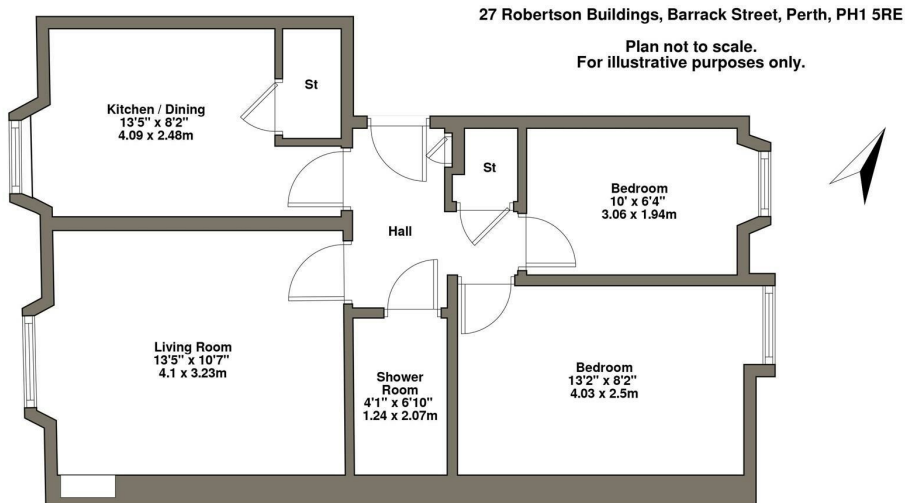 27 Robertson Buildings, Barrack Street, Perth, PH1 5RE
Plan not to scale.
For illustrative purposes only.
Kitchen / Dining
13'5" x 8'2"
4.09 x 2.48m
St
St
Bedroom
10' x 6'4"
3.06 x 1.94m
Hall
Living Room
13'5" x 10'7"
4.1 x 3.23m
Shower
Room
4'1" x 6'10"
1.24 x 2.07m
Bedroom
13'2" x 8'2"
4.03 x 2.5m